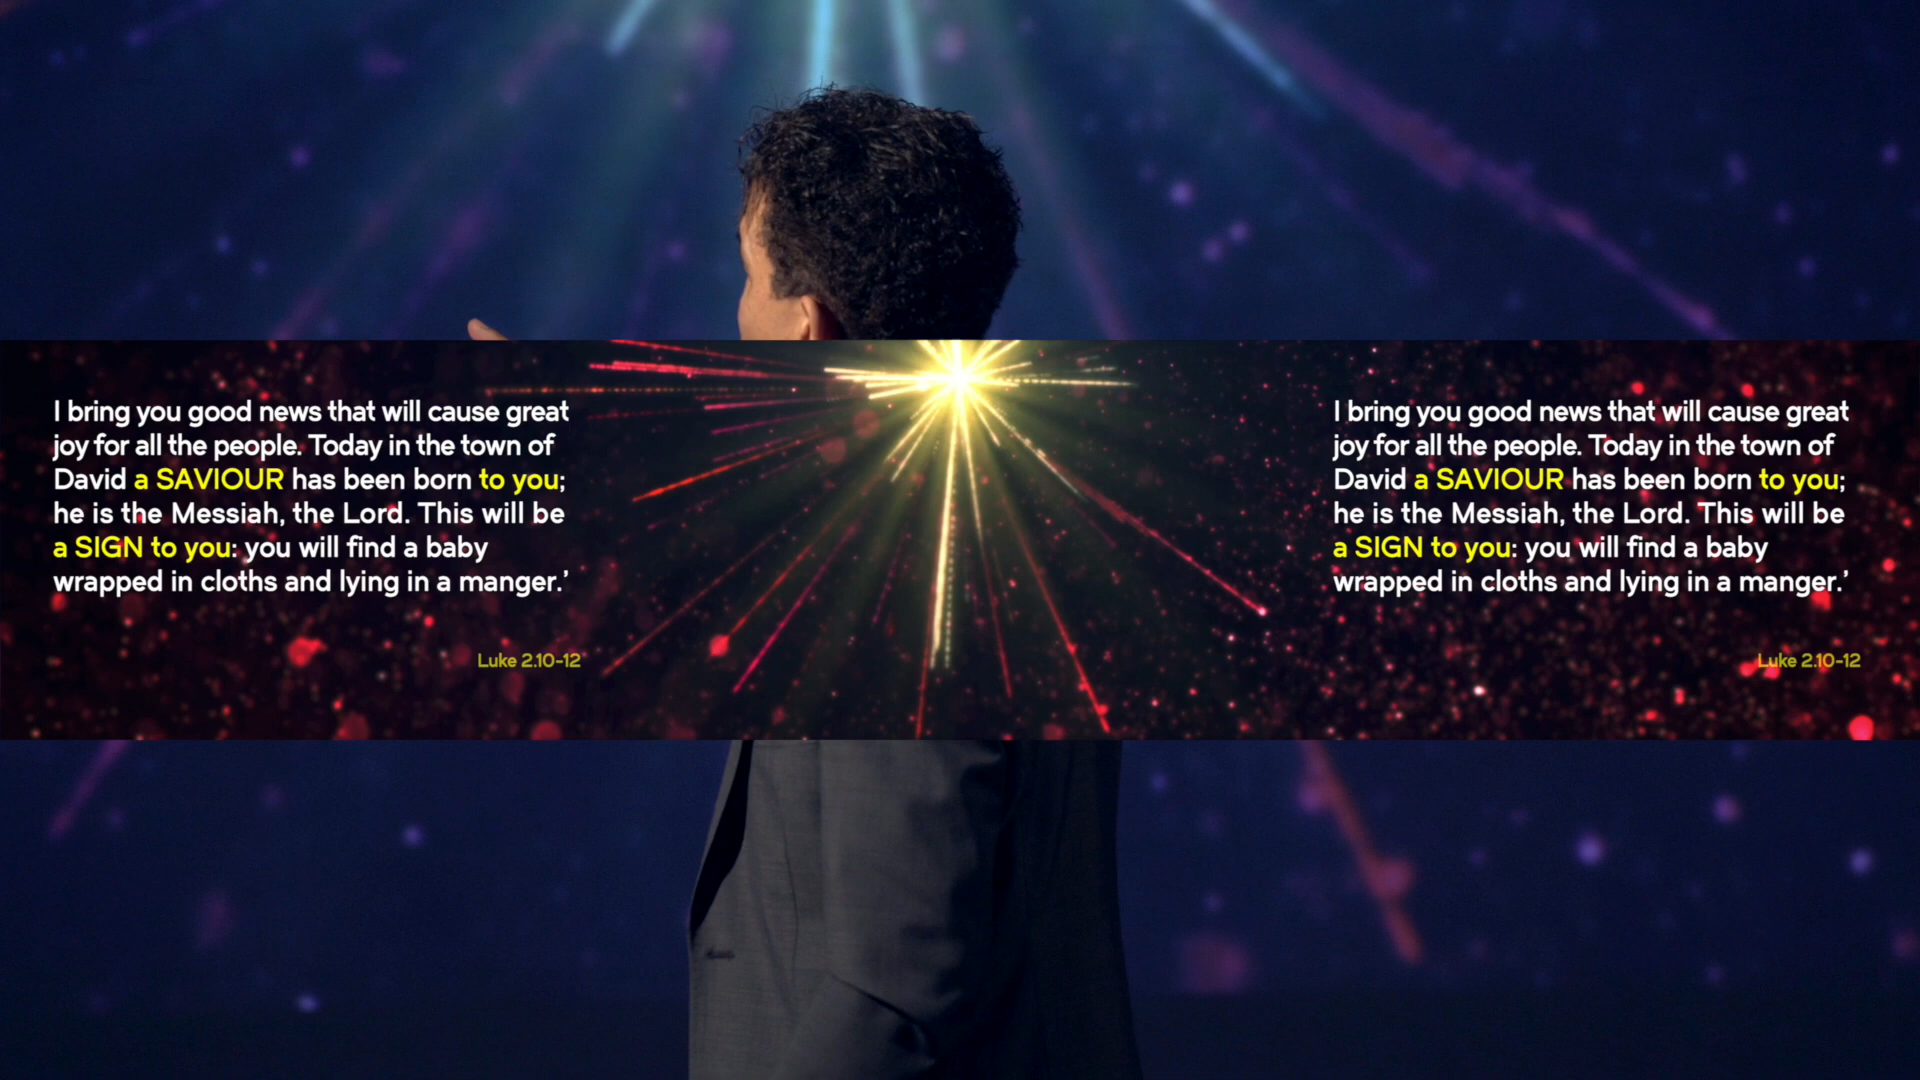 I bring you good news that will cause great
joy for all the people. Today in the town of
David a SAVIOUR has been born to you;
he is the Messiah, the Lord. This will be
a SIGN to you: you will find a baby
wrapped in cloths and lying in a manger.’
Luke 2.10-12
I bring you good news that will cause great
joy for all the people. Today in the town of
David a SAVIOUR has been born to you;
he is the Messiah, the Lord. This will be
a SIGN to you: you will find a baby
wrapped in cloths and lying in a manger.’
Luke 2.10-12